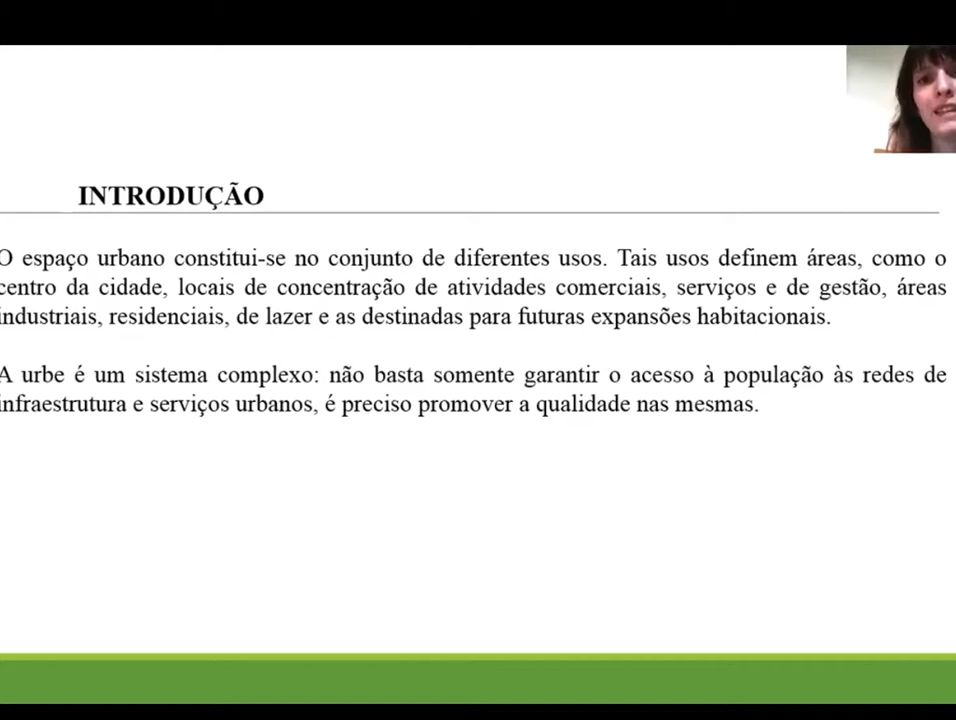 INTRODUÇÃO
O espaço urbano constitui-se no conjunto de diferentes usos. Tais usos definem áreas, como o
centro da cidade, locais de concentração de atividades comerciais, serviços e de gestão, áreas
industriais, residenciais, de lazer e as destinadas para futuras expansões habitacionais.
A urbe é um sistema complexo: não basta somente garantir o acesso à população às redes de
infraestrutura e serviços urbanos, é preciso promover a qualidade nas mesmas.